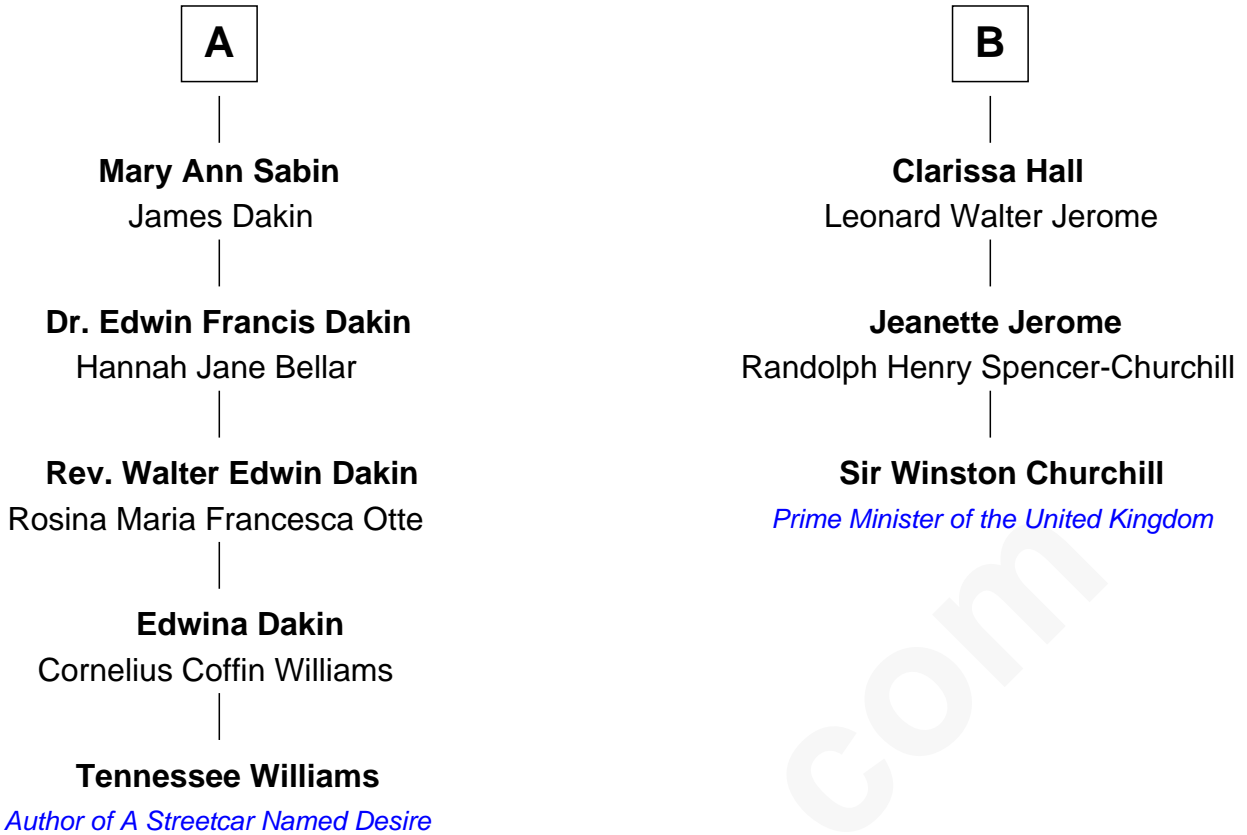 A
Mary Ann Sabin
James Dakin
Dr. Edwin Francis Dakin
Hannah Jane Bellar
Rev. Walter Edwin Dakin
Rosina Maria Francesca Otte
Edwina Dakin
Cornelius Coffin Williams
Tennessee Williams
Author of A Streetcar Named Desire
B
Clarissa Hall
Leonard Walter Jerome
Jeanette Jerome
Randolph Henry Spencer-Churchill
Sir Winston Churchill
Prime Minister of the United Kingdom
com